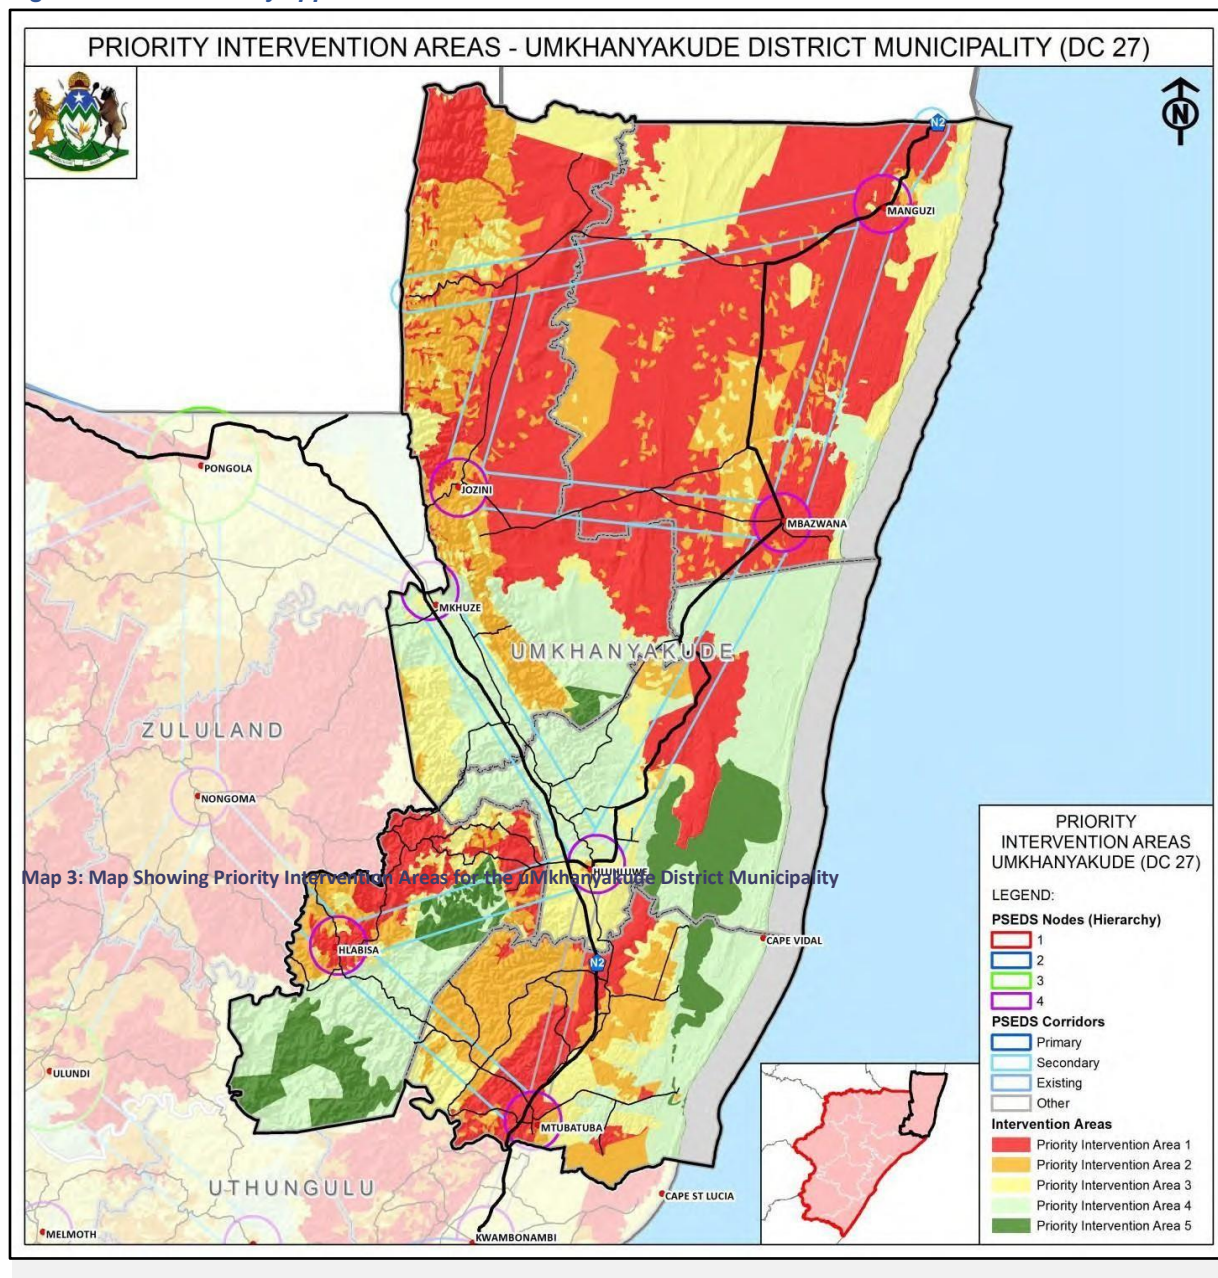 PRIORITY INTERVENTION AREAS - UMKHANYAKUDE DISTRICT MUNICIPALITY (DC 27)
N
N2
MANGUZI
PONGOLA
JOZINI
MBAZWANA
MKHUZE
UMKHANYAKUDE
ZULULAND
NONGOMA
HLUHLUWE
Map 3: Map Showing Priority Intervention Areas for the uMkhanyakude District Municipality
HLABISA
CAPE VIDAL
N2
ULUNDI
MTUBATUBA
UTHUNGULU
CAPE ST LUCIA
MELMOTH
KWAMBONAMBI
PRIORITY
INTERVENTION AREAS
UMKHANYAKUDE (DC 27)
LEGEND:
PSEDS Nodes (Hierarchy)
1
2
3
4
PSEDS Corridors
Primary
Secondary
Existing
Other
Intervention Areas
Priority Intervention Area 1
Priority Intervention Area 2
Priority Intervention Area 3
Priority Intervention Area 4
Priority Intervention Area 5